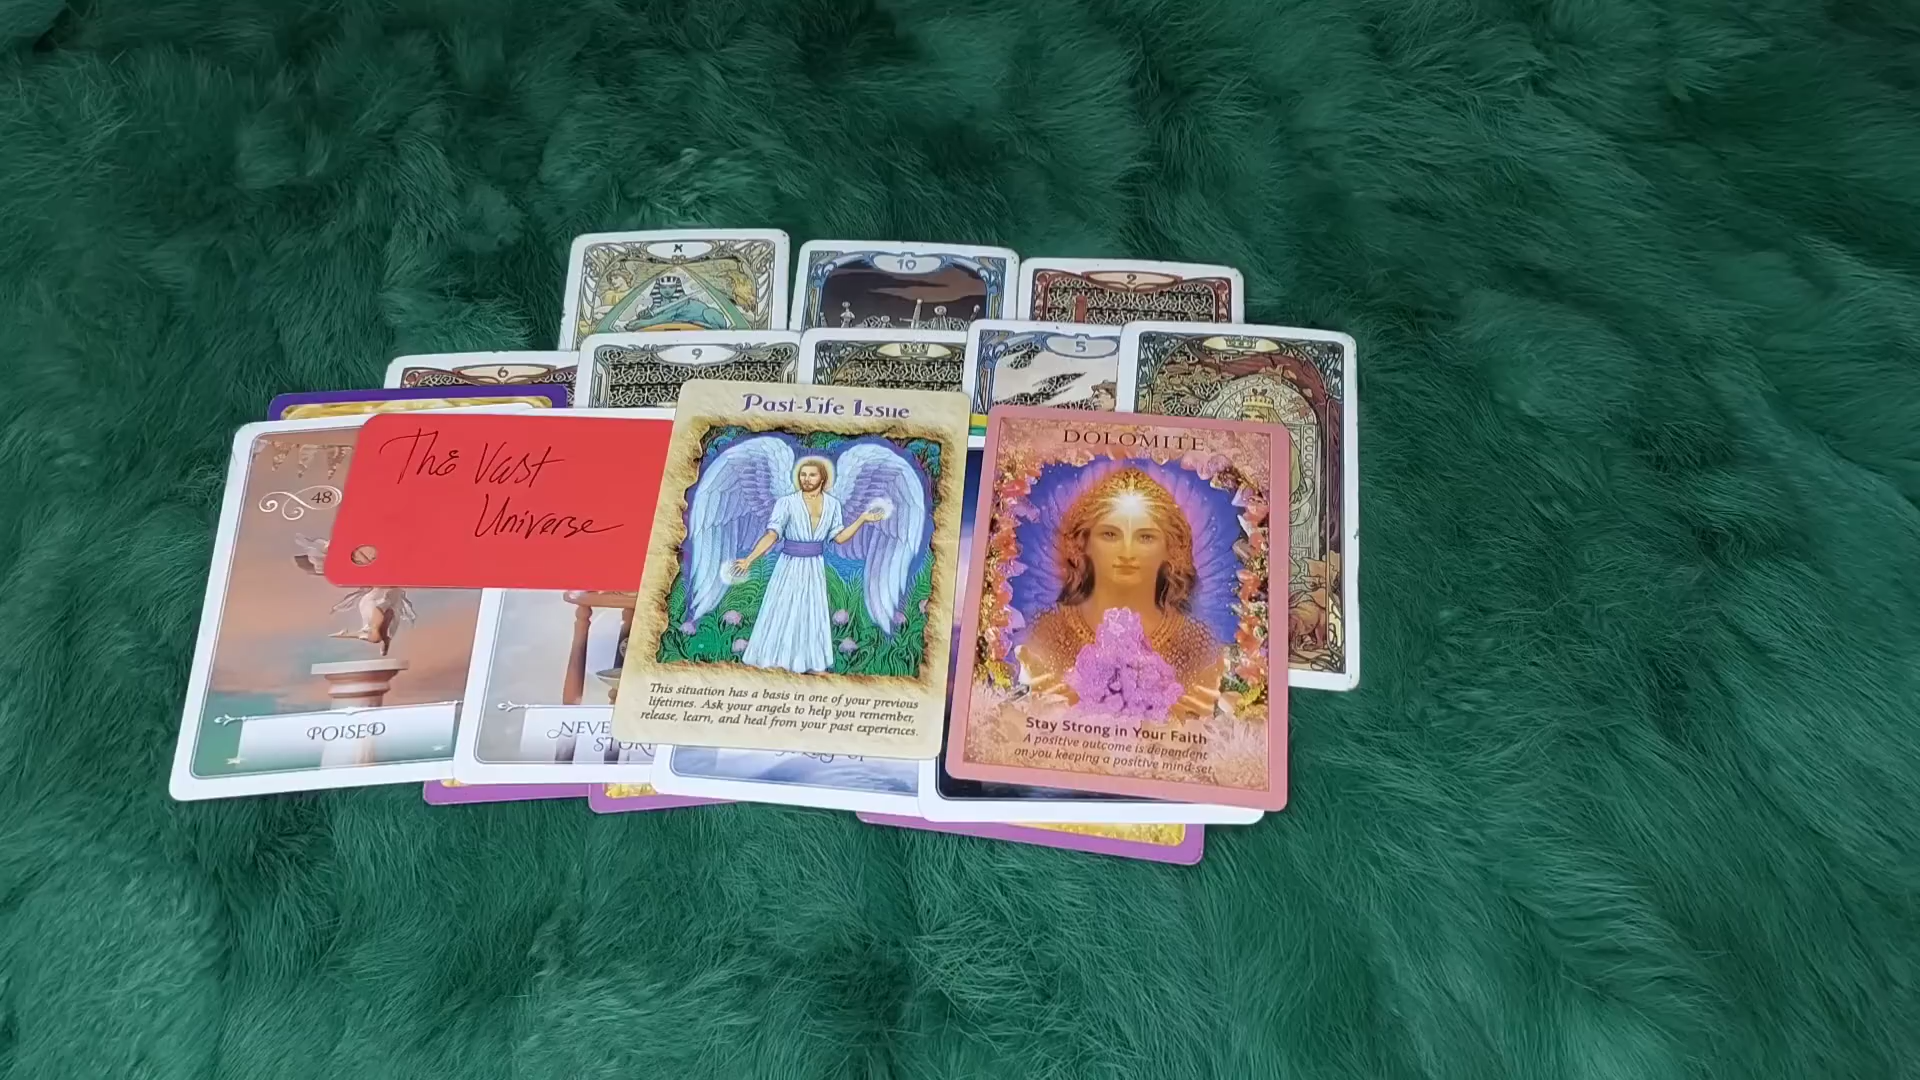 X
10
2
6
9
5
48
The Vast
Universe
Past-Life Issue
This situation has a basis in one of your previous
lifetimes. Ask your angels to help you remember,
release, learn, and heal from your past experiences.
DOLOMITE
Stay Strong in Your Faith
A positive outcome is dependent
on you keeping a positive mind-set.
POISED